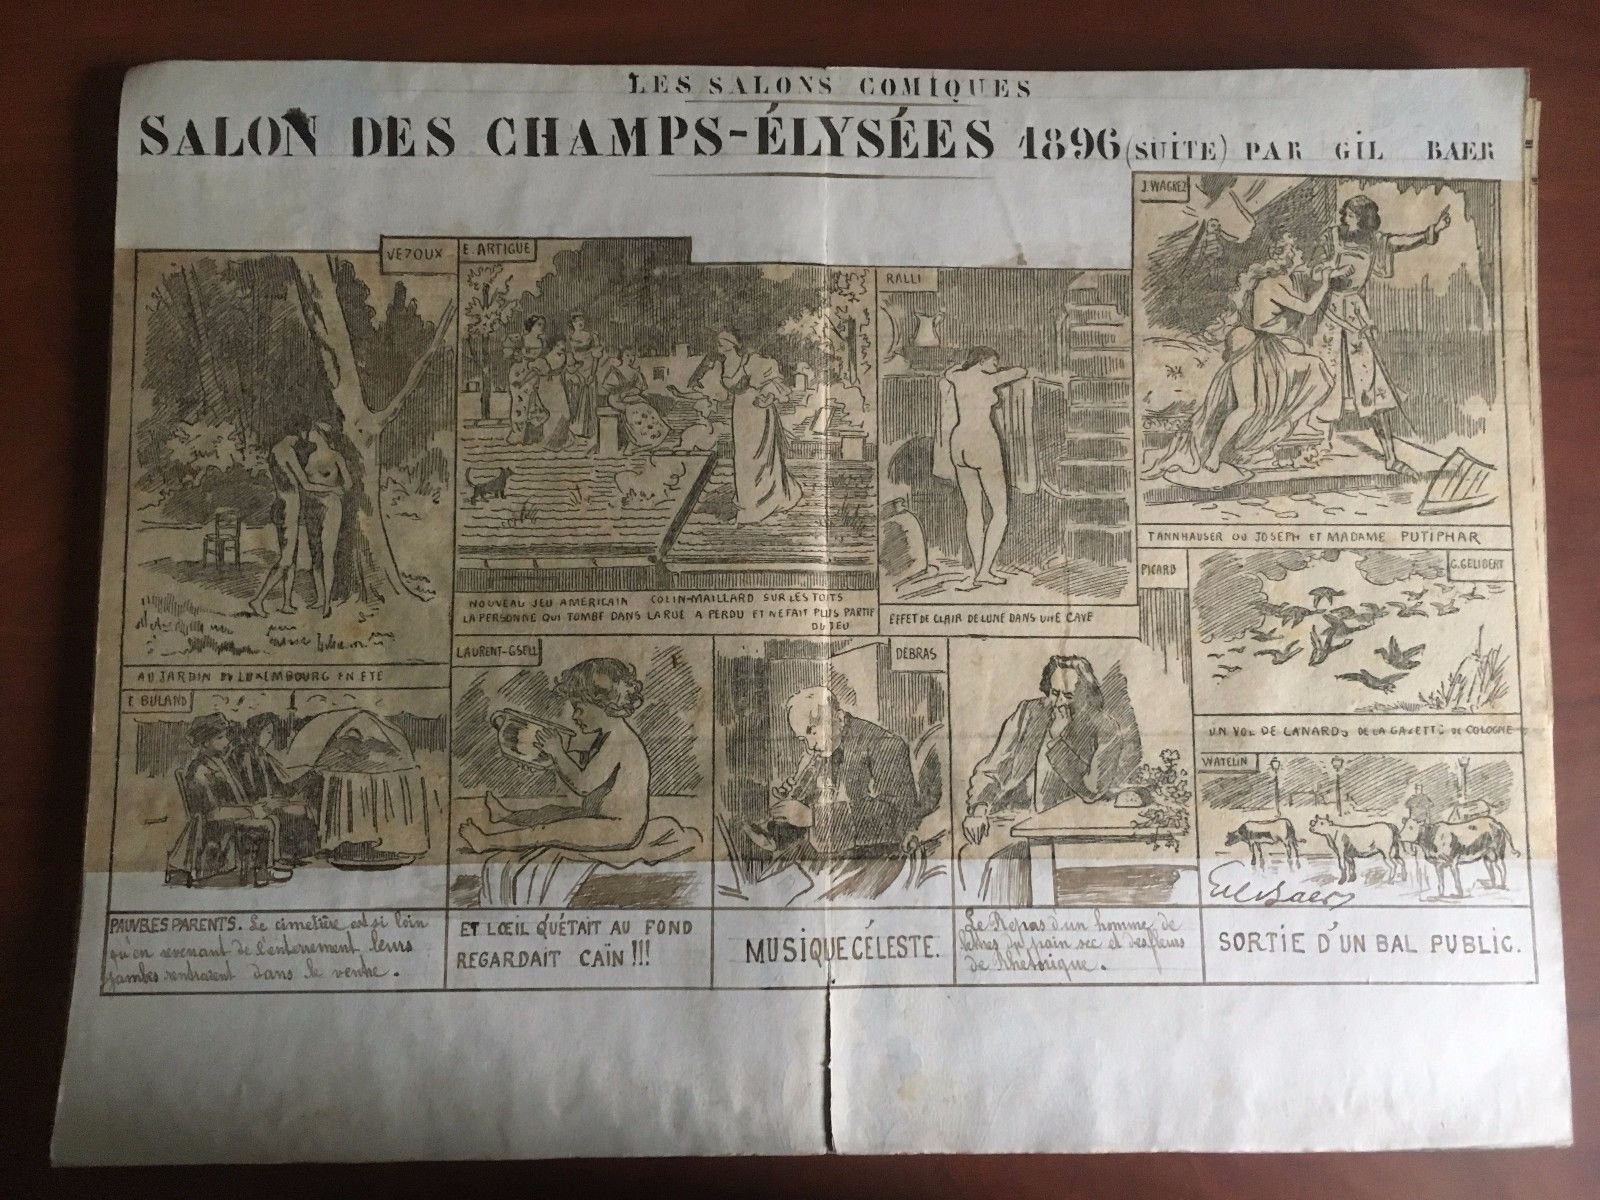 LES SALONS COMIQUES
SALON DES CHAMPS-ÉLYSÉES 1896 (SUITE) PAR GIL BAER
VEZOUX
AU JARDIN DU LUXEMBOURG EN ETÉ
E. ARTIGUE
NOUVEAU JEU AMÉRICAIN COLIN-MAILLARD SUR LES TOITS
LA PERSONNE QUI TOMBE DANS LA RUE A PERDU ET NE FAIT PLUS PARTIE
DU JEU
RALLI
EFFET DE CLAIR DE LUNE DANS UNE CAVE
J. WAGREZ
TANNHAUSER OU JOSEPH ET MADAME PUTIPHAR
E. BULAND
PAUVRES PARENTS. Le cimetière est si loin
qu'en revenant de l'enterrement leurs
jambes rentraient dans le ventre.
LAURENT-GSELL
ET L'ŒIL QU'ÉTAIT AU FOND
REGARDAIT CAÏN !!!
DEBRAS
MUSIQUE CÉLESTE.
PICARD
Le Repas d'un homme de
lettres du pain sec et des fleurs
de Rhétorique.
G. GELIBERT
UN VOL DE CANARDS DE LA GAZETTE DE COLOGNE
WATELIN
Gil Baer
SORTIE D'UN BAL PUBLIC.